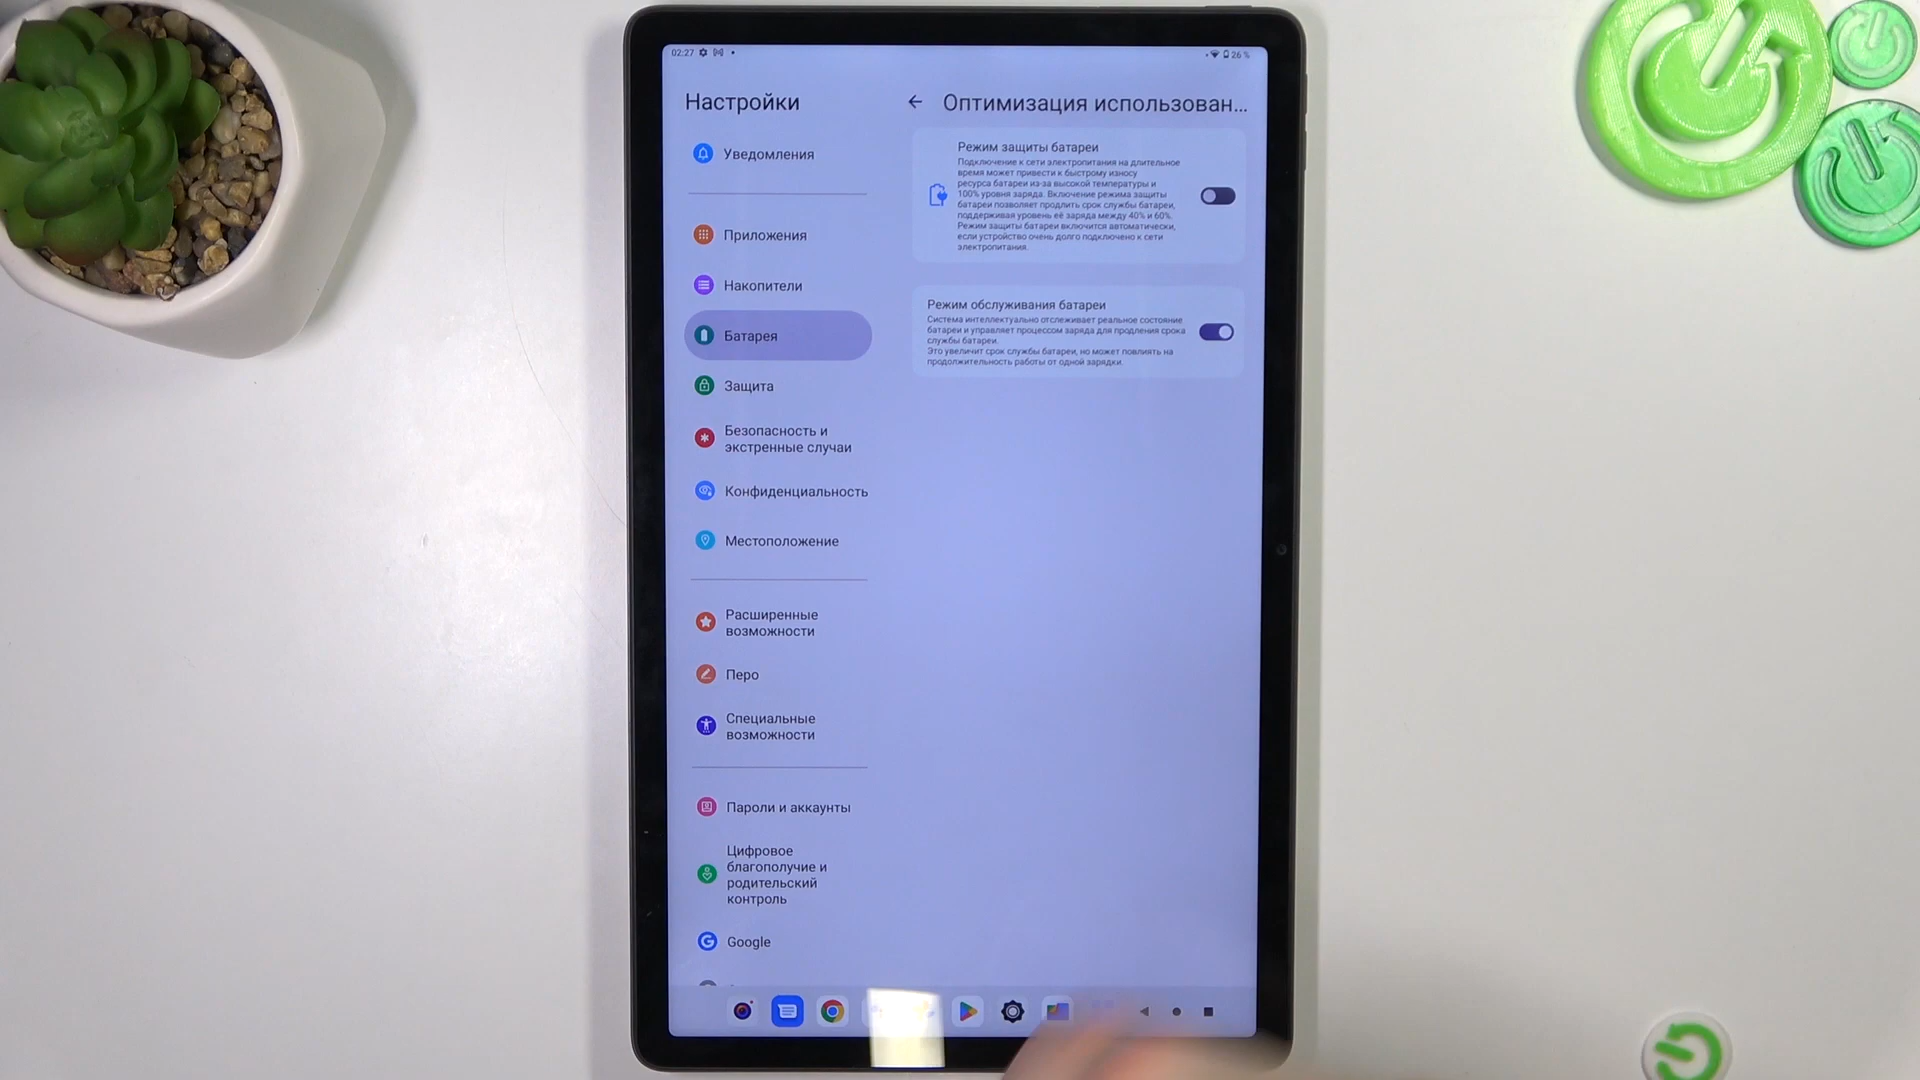 02:27
26 %
Настройки
Уведомления
Приложения
Накопители
Батарея
Защита
Безопасность и
экстренные случаи
Конфиденциальность
Местоположение
Расширенные
возможности
Перо
Специальные
возможности
Пароли и аккаунты
Цифровое
благополучие и
родительский
контроль
Google
Оптимизация использован...
Режим защиты батареи
Подключение к сети электропитания на длительное
время может привести к быстрому износу
ресурса батареи из-за высокой температуры и
100% уровня заряда. Включение режима защиты
батареи позволяет продлить срок службы батареи,
поддерживая уровень её заряда между 40% и 60%.
Режим защиты батареи включится автоматически,
если устройство очень долго подключено к сети
электропитания.
Режим обслуживания батареи
Система интеллектуально отслеживает реальное состояние
батареи и управляет процессом заряда для продления срока
службы батареи.
Это увеличит срок службы батареи, но может повлиять на
продолжительность работы от одной зарядки.